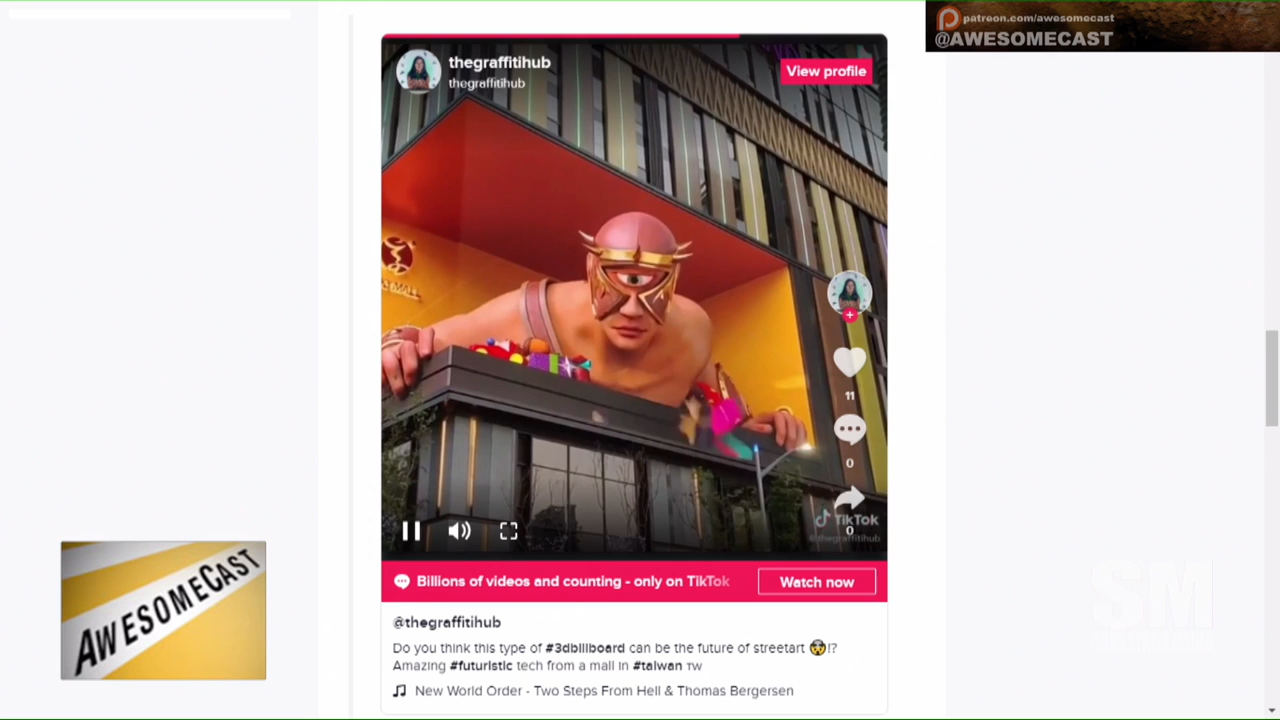 patreon.com/awesomecast
@AWESOMECAST
thegraffitihub
thegraffitihub
View profile
11
0
TikTok
0
@thegraffitihub
Billions of videos and counting - only on TikTok
Watch now
@thegraffitihub
Do you think this type of #3dbillboard can be the future of streetart 🤯!?
Amazing #futuristic tech from a mall in #taiwan TW
New World Order - Two Steps From Hell & Thomas Bergersen
AWESOMECAST
SM